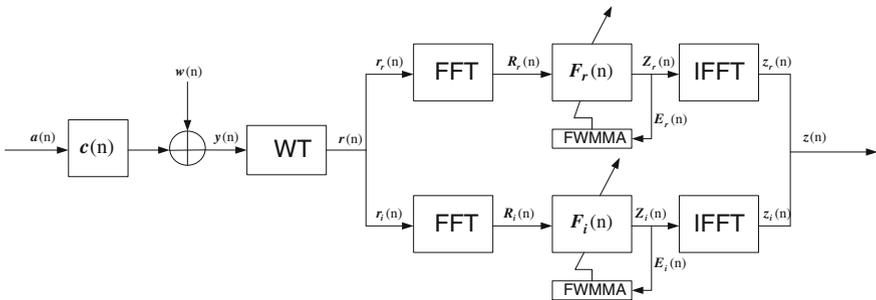 a(n)
c(n)
w(n)
y(n)
WT
r(n)
r_r(n)
FFT
R_r(n)
F_r(n)
Z_r(n)
IFFT
z_r(n)
E_r(n)
FWMMA
z(n)
r_i(n)
FFT
R_i(n)
F_i(n)
Z_i(n)
IFFT
z_i(n)
E_i(n)
FWMMA